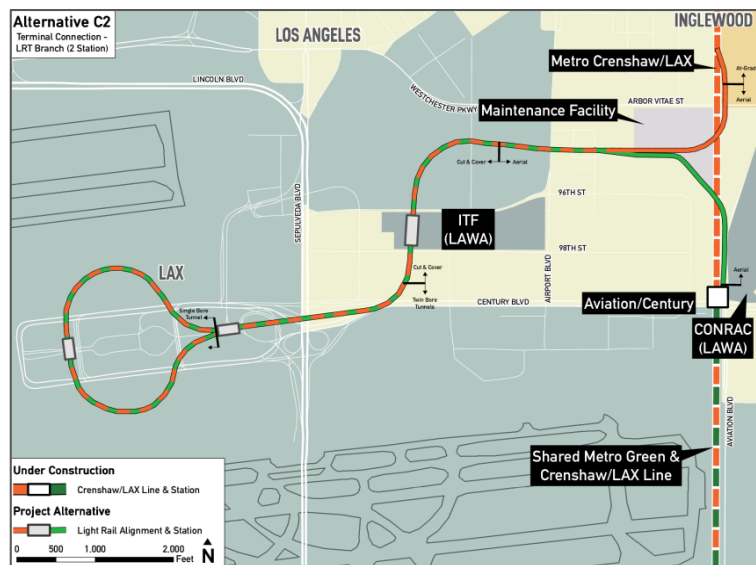 Alternative C2
Terminal Connection -
LRT Branch (2 Station)
LOS ANGELES
INGLEWOOD
Metro Crenshaw/LAX
At-Grade
Aerial
LINCOLN BLVD
WESTCHESTER PKWY
Maintenance Facility
ARBOR VITAE ST
Cut & Cover
Aerial
SEPULVEDA BLVD
96TH ST
ITF
(LAWA)
98TH ST
AIRPORT BLVD
LAX
Cut & Cover
Twin Bore
Tunnels
Aerial
Single Bore
Tunnel
CENTURY BLVD
Aviation/Century
CONRAC
(LAWA)
AVIATION BLVD
Shared Metro Green &
Crenshaw/LAX Line
Under Construction
Crenshaw/LAX Line & Station
Project Alternative
Light Rail Alignment & Station
0 500 1,000 2,000
Feet
N